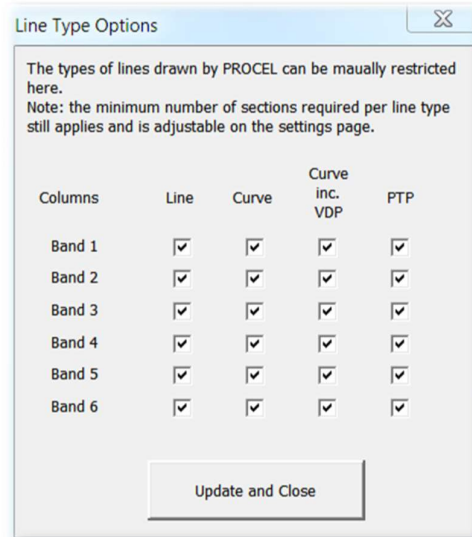 Line Type Options
The types of lines drawn by PROCEL can be maually restricted
here.
Note: the minimum number of sections required per line type
still applies and is adjustable on the settings page.
Columns Line Curve Curve inc. VDP PTP
Band 1
Band 2
Band 3
Band 4
Band 5
Band 6
Update and Close